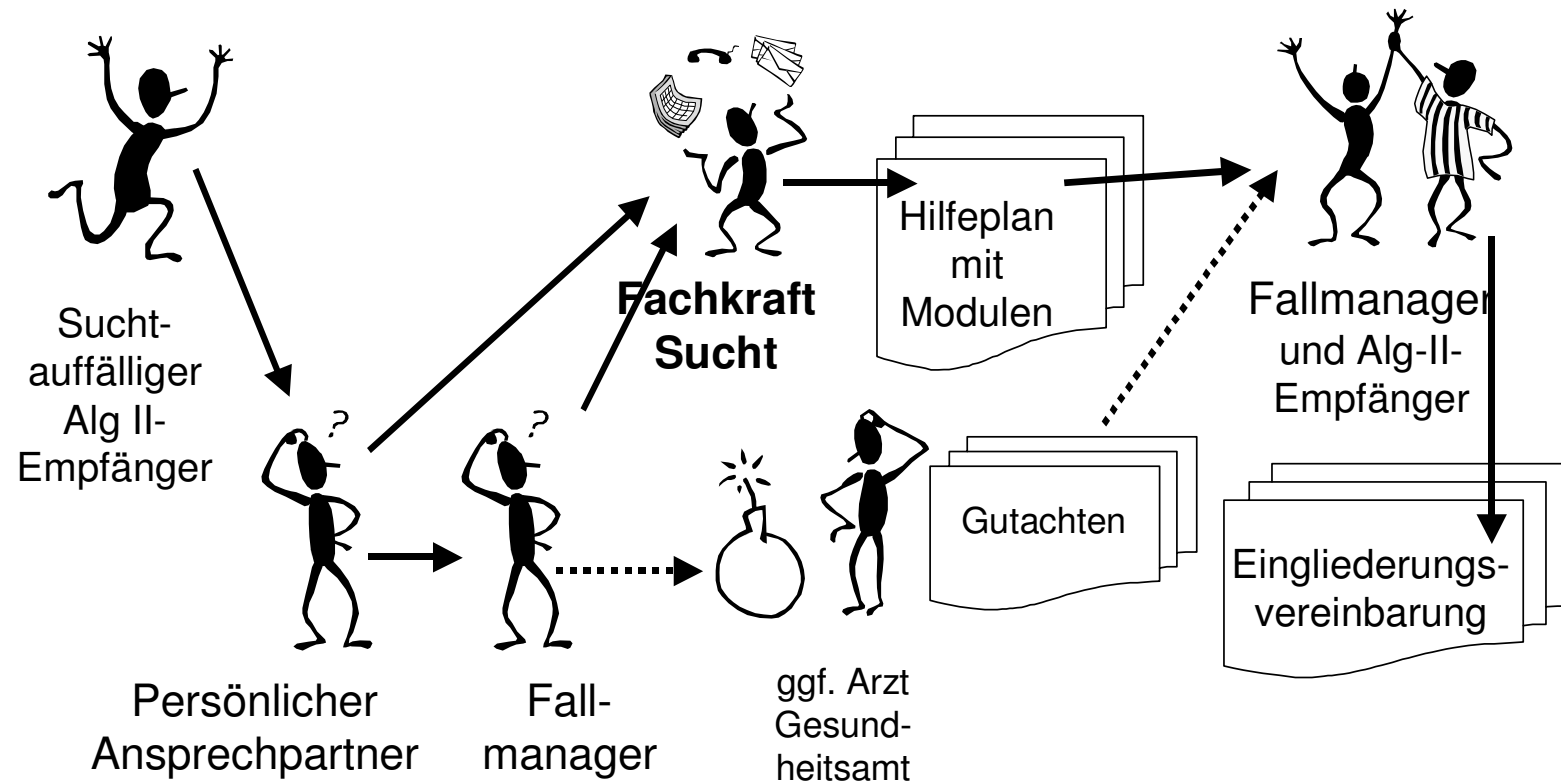 Sucht-
auffälliger
Alg II-
Empfänger
?
Persönlicher
Ansprechpartner
?
Fall-
manager
Fachkraft
Sucht
Hilfeplan
mit
Modulen
ggf. Arzt
Gesund-
heitsamt
Gutachten
Fallmanager
und Alg-II-
Empfänger
Eingliederungs-
vereinbarung